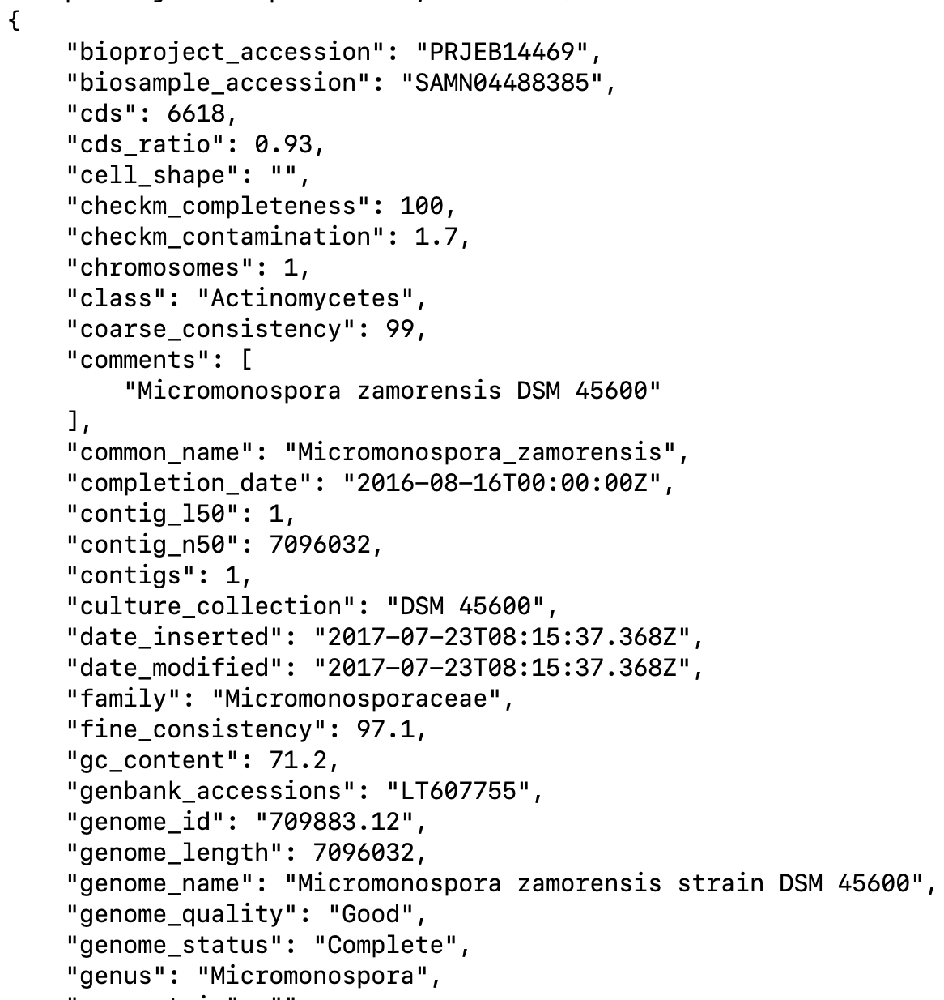 {
    "bioproject_accession": "PRJEB14469",
    "biosample_accession": "SAMN04488385",
    "cds": 6618,
    "cds_ratio": 0.93,
    "cell_shape": "",
    "checkm_completeness": 100,
    "checkm_contamination": 1.7,
    "chromosomes": 1,
    "class": "Actinomycetes",
    "coarse_consistency": 99,
    "comments": [
        "Micromonospora zamorensis DSM 45600"
    ],
    "common_name": "Micromonospora_zamorensis",
    "completion_date": "2016-08-16T00:00:00Z",
    "contig_l50": 1,
    "contig_n50": 7096032,
    "contigs": 1,
    "culture_collection": "DSM 45600",
    "date_inserted": "2017-07-23T08:15:37.368Z",
    "date_modified": "2017-07-23T08:15:37.368Z",
    "family": "Micromonosporaceae",
    "fine_consistency": 97.1,
    "gc_content": 71.2,
    "genbank_accessions": "LT607755",
    "genome_id": "709883.12",
    "genome_length": 7096032,
    "genome_name": "Micromonospora zamorensis strain DSM 45600",
    "genome_quality": "Good",
    "genome_status": "Complete",
    "genus": "Micromonospora",